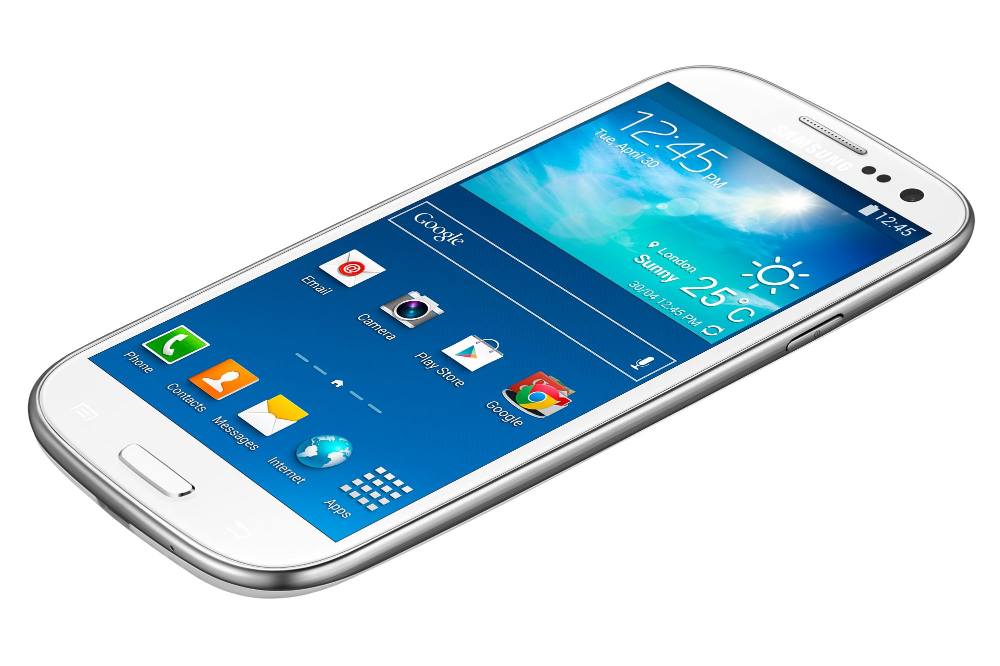 SAMSUNG
12:45
12:45 PM
Tue, April 30
London
Sunny
25°C
30/04 12:45 PM
Google
Email
Camera
Play Store
Google
Phone
Contacts
Messages
Internet
Apps